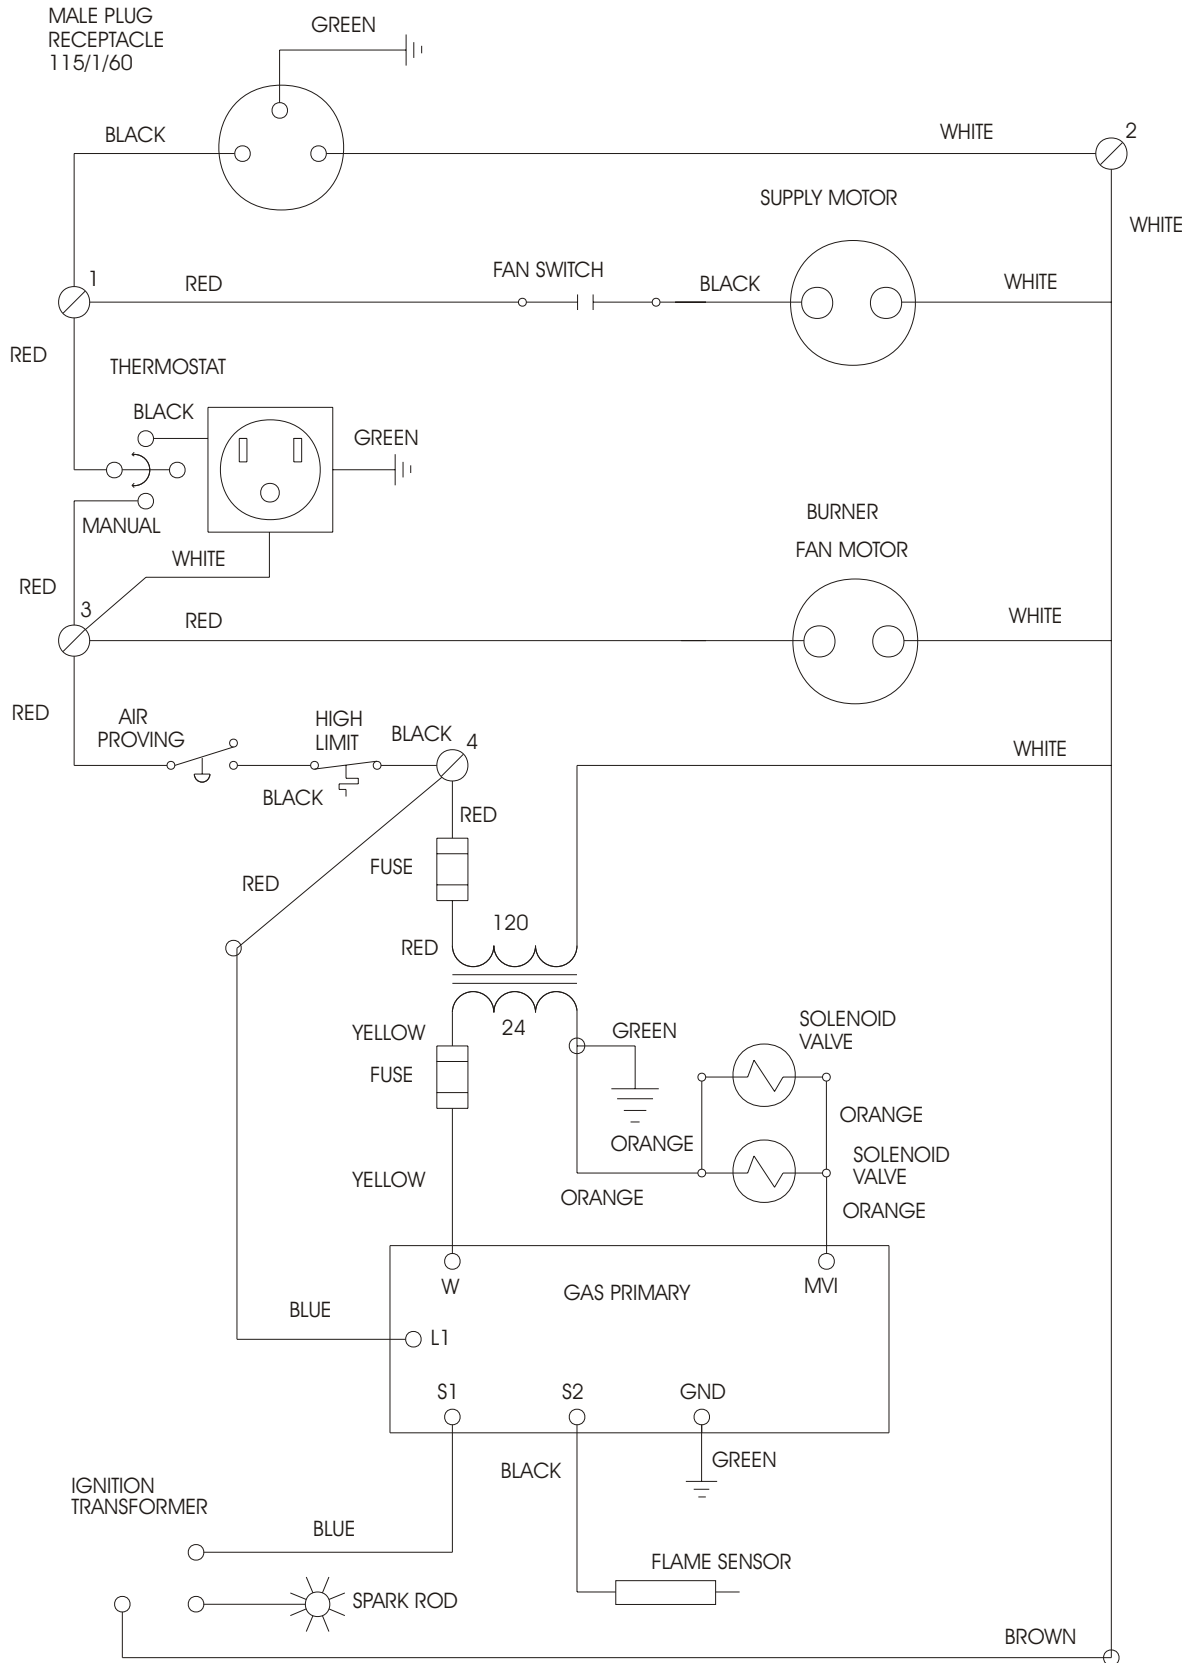 MALE PLUG
RECEPTACLE
115/1/60
GREEN
BLACK
WHITE
2
WHITE
SUPPLY MOTOR
1
RED
FAN SWITCH
BLACK
WHITE
RED
THERMOSTAT
BLACK
GREEN
MANUAL
WHITE
BURNER
FAN MOTOR
RED
3
RED
WHITE
RED
AIR
PROVING
HIGH
LIMIT
BLACK
4
WHITE
BLACK
RED
FUSE
RED
120
RED
24
YELLOW
GREEN
FUSE
SOLENOID
VALVE
ORANGE
ORANGE
SOLENOID
VALVE
YELLOW
ORANGE
ORANGE
W
GAS PRIMARY
MVI
BLUE
L1
S1
S2
GND
BLACK
GREEN
IGNITION
TRANSFORMER
BLUE
FLAME SENSOR
SPARK ROD
BROWN